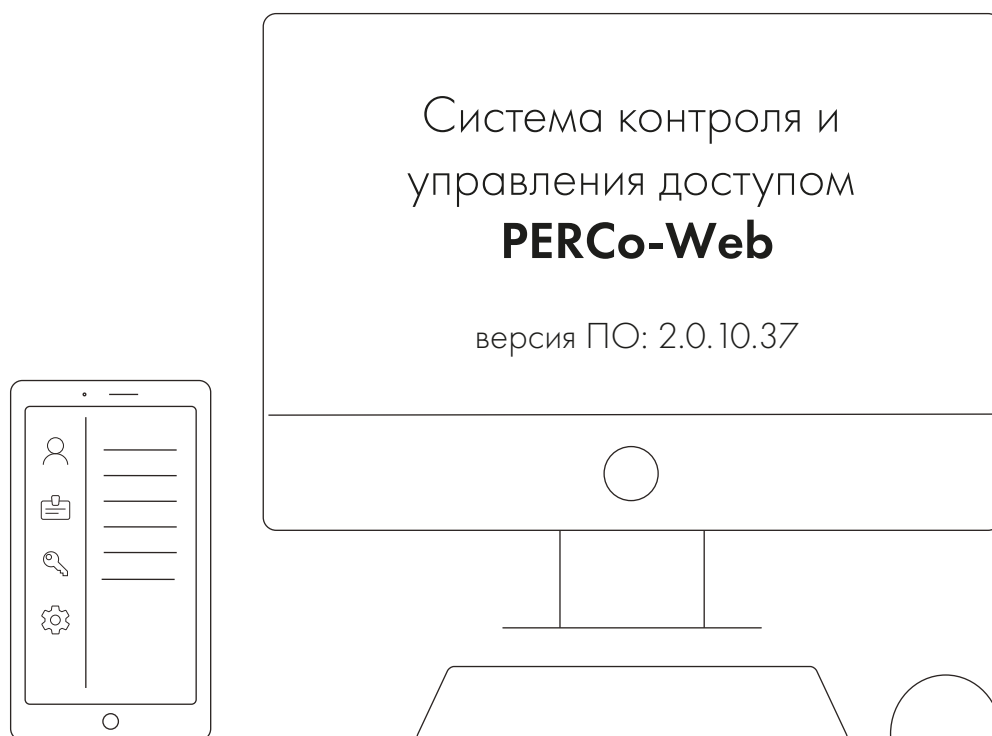 Система контроля и
управления доступом
PERCo-Web
версия ПО: 2.0.10.37